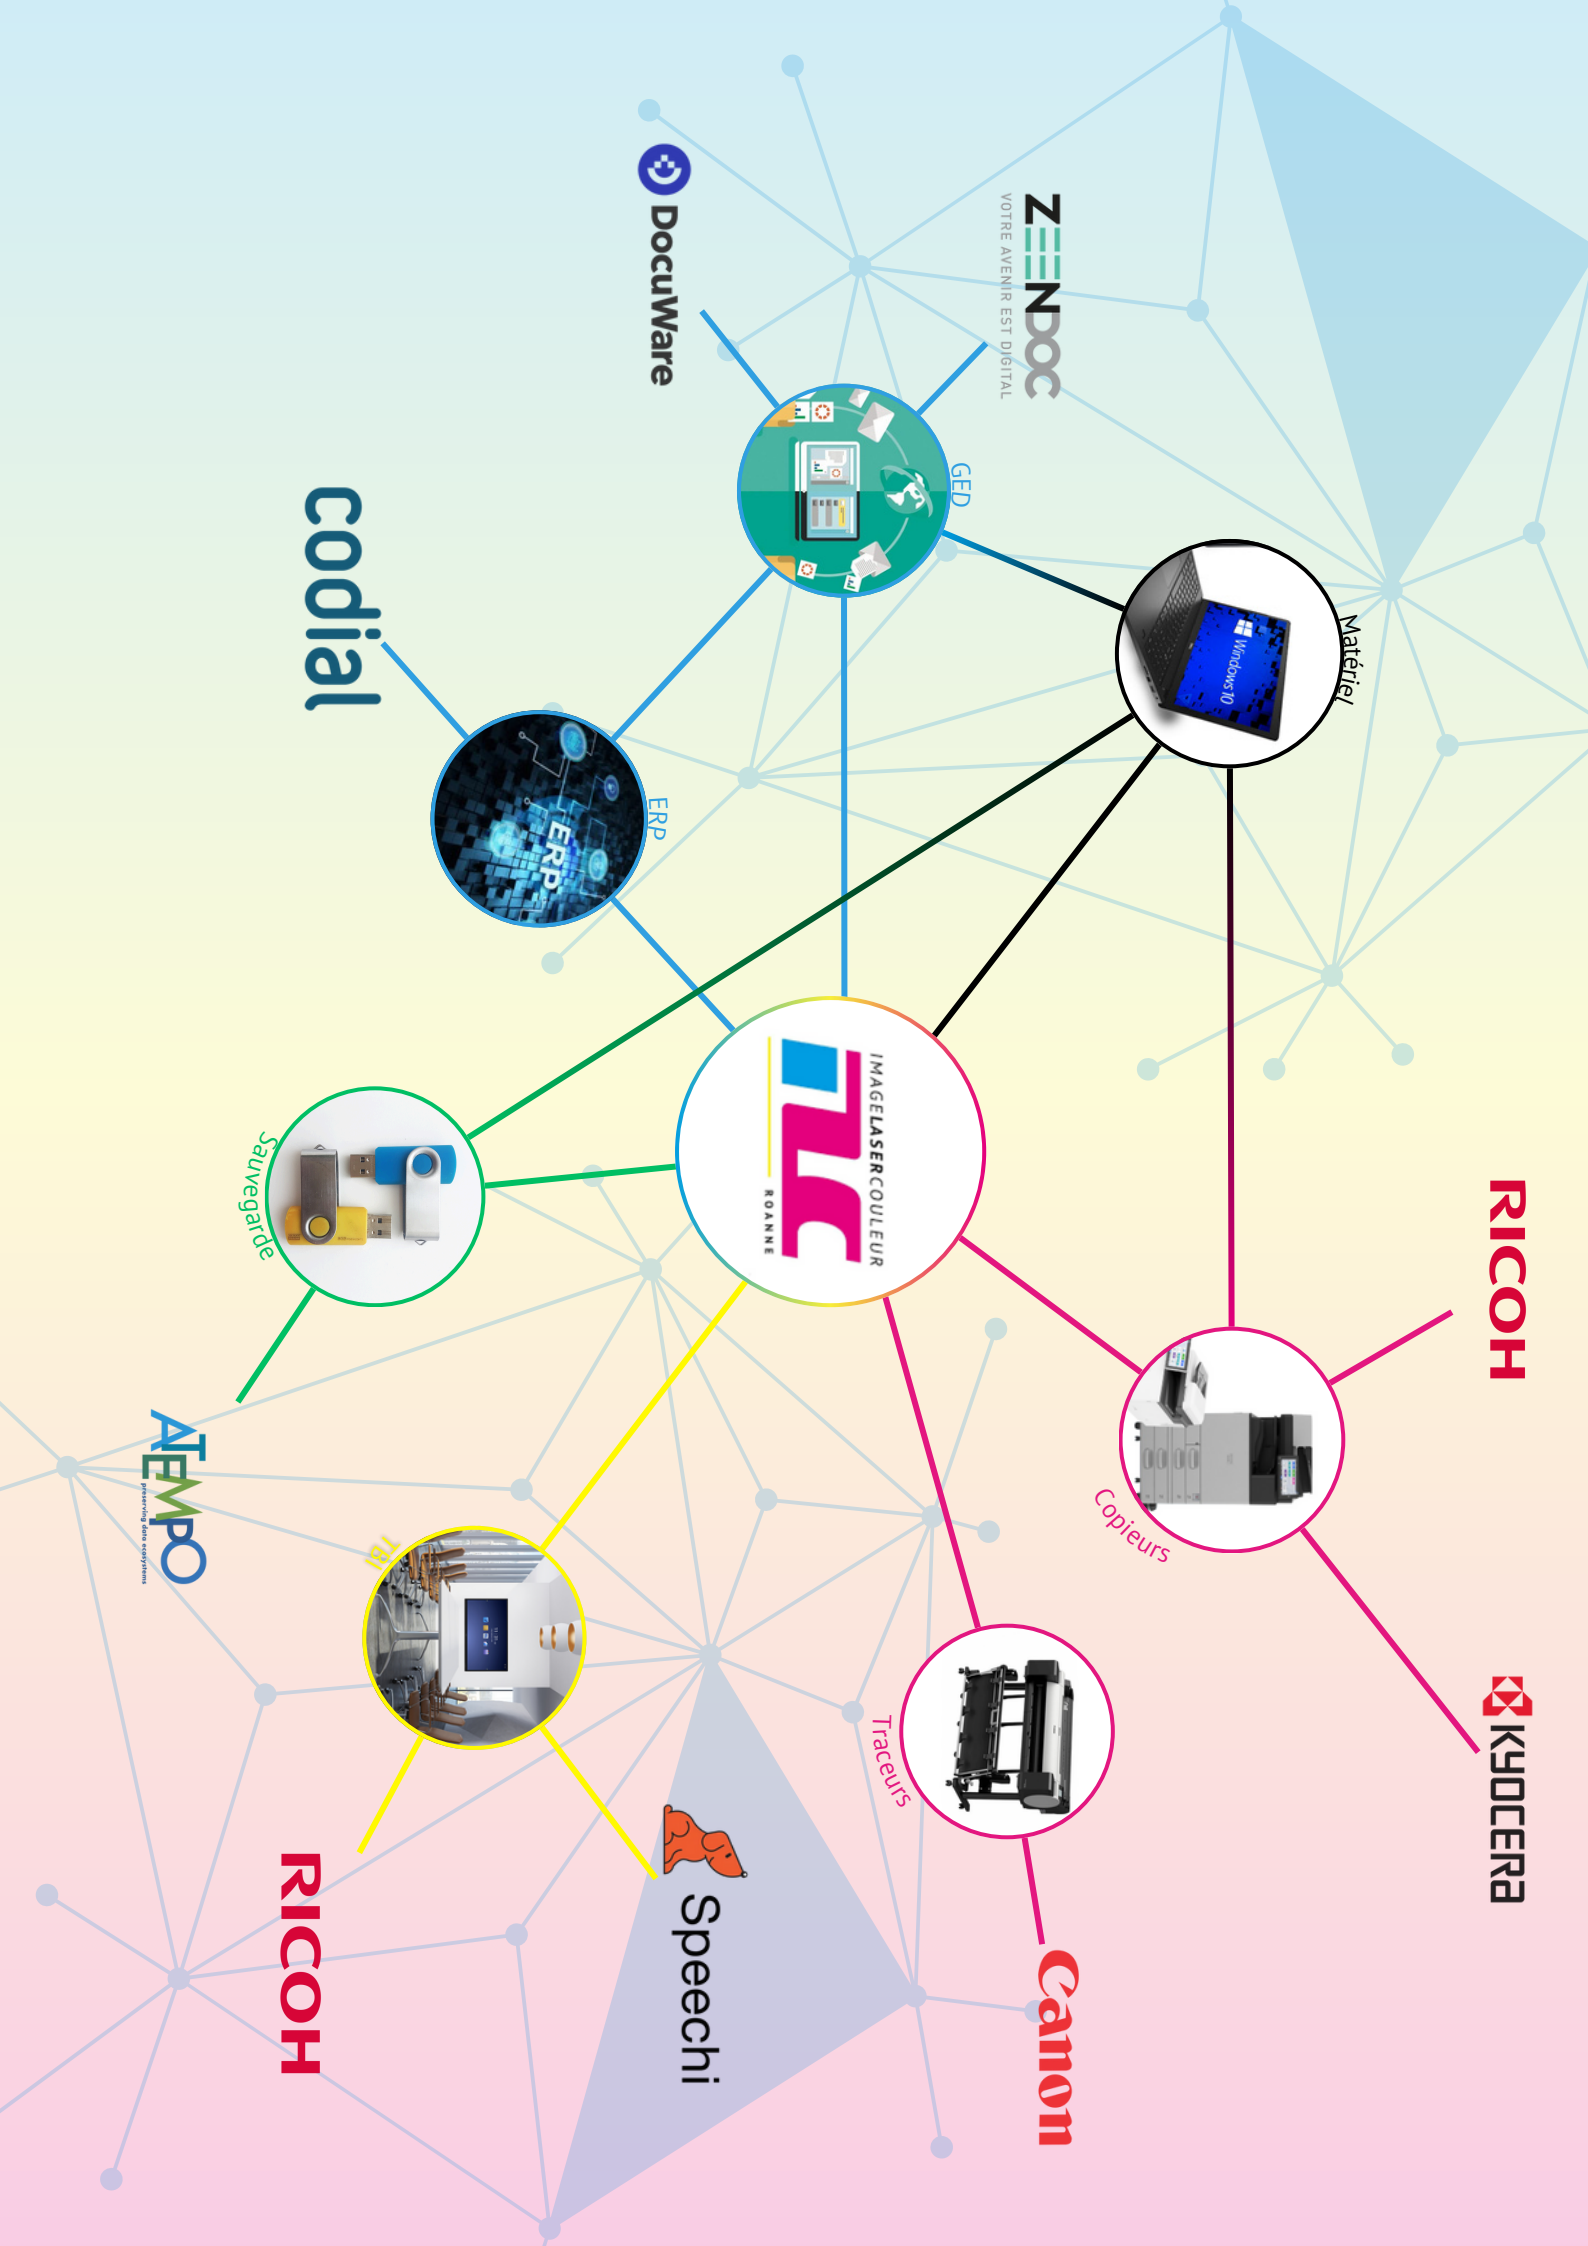 RICOH
KYOCERA
Matériel
Windows 10
Copieurs
ZEENDOC
VOTRE AVENIR EST DIGITAL
GED
Traceurs
Canon
IMAGELASERCOULEUR
ILC
ROANNE
DocuWare
ERP
ERP
Speechi
codial
Sauvegarde
TBI
RICOH
ATEMPO
preserving data ecosystems